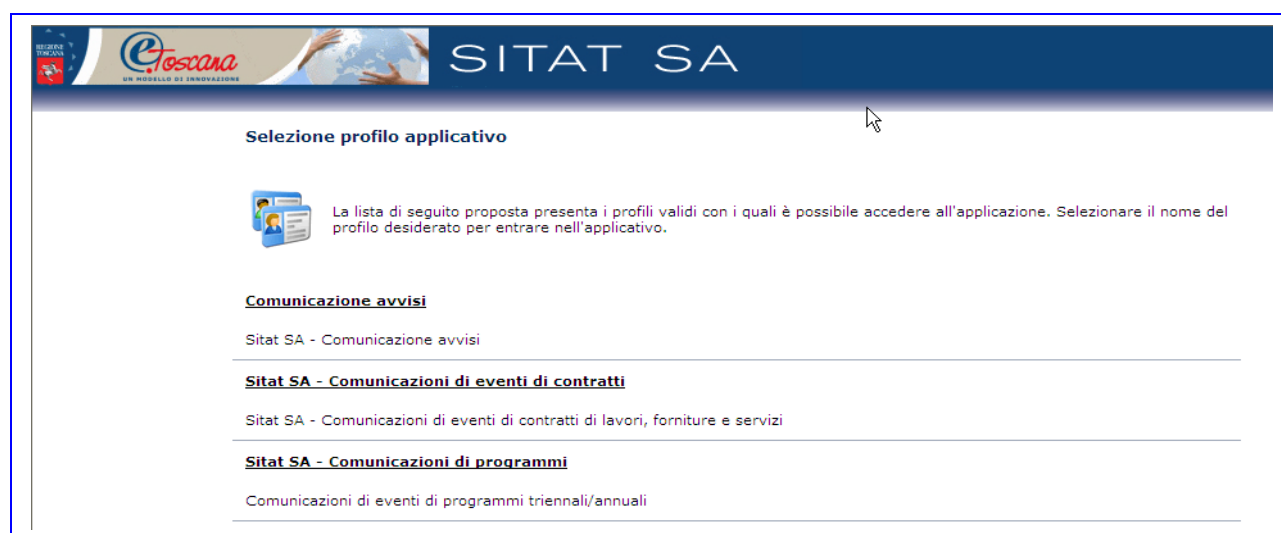 REGIONE
TOSCANA
e.Toscana
UN MODELLO DI INNOVAZIONE
SITAT SA
Selezione profilo applicativo
La lista di seguito proposta presenta i profili validi con i quali è possibile accedere all'applicazione. Selezionare il nome del
profilo desiderato per entrare nell'applicativo.
Comunicazione avvisi
Sitat SA - Comunicazione avvisi
Sitat SA - Comunicazioni di eventi di contratti
Sitat SA - Comunicazioni di eventi di contratti di lavori, forniture e servizi
Sitat SA - Comunicazioni di programmi
Comunicazioni di eventi di programmi triennali/annuali